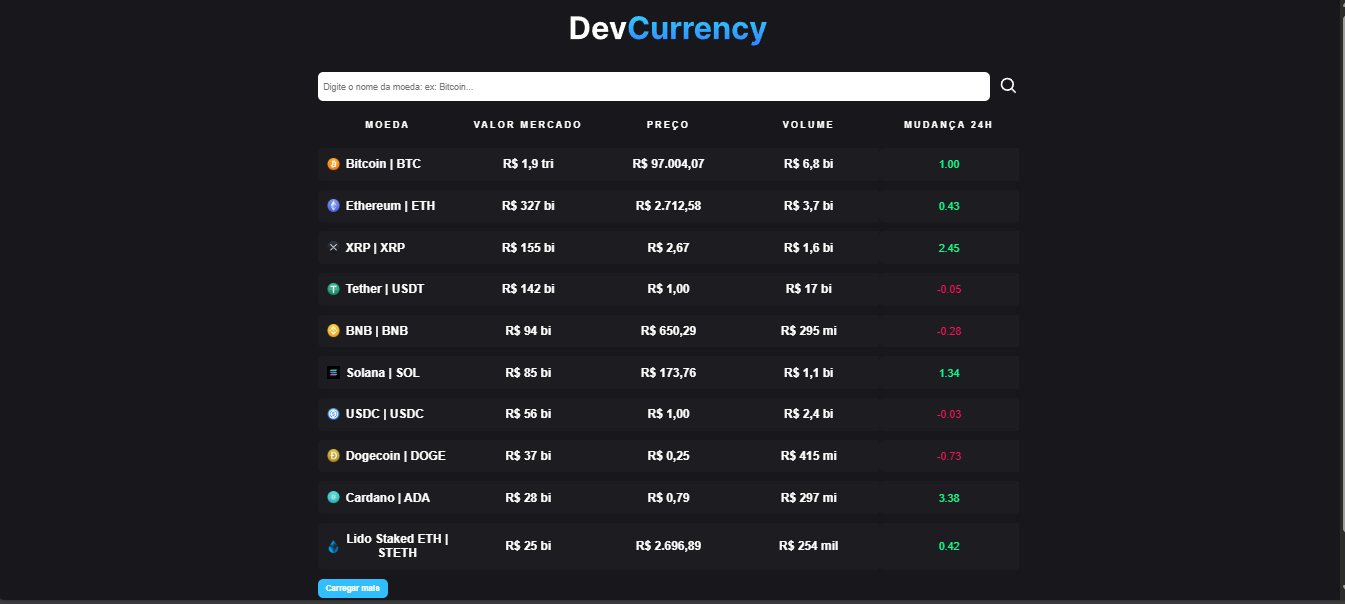 DevCurrency
Digite o nome da moeda: ex: Bitcoin...
MOEDA VALOR MERCADO PREÇO VOLUME MUDANÇA 24H
Bitcoin | BTC R$ 1,9 tri R$ 97.004,07 R$ 6,8 bi 1.00
Ethereum | ETH R$ 327 bi R$ 2.712,58 R$ 3,7 bi 0.43
XRP | XRP R$ 155 bi R$ 2,67 R$ 1,6 bi 2.45
Tether | USDT R$ 142 bi R$ 1,00 R$ 17 bi -0.05
BNB | BNB R$ 94 bi R$ 650,29 R$ 295 mi -0.28
Solana | SOL R$ 85 bi R$ 173,76 R$ 1,1 bi 1.34
USDC | USDC R$ 56 bi R$ 1,00 R$ 2,4 bi -0.03
Dogecoin | DOGE R$ 37 bi R$ 0,25 R$ 415 mi -0.73
Cardano | ADA R$ 28 bi R$ 0,79 R$ 297 mi 3.38
Lido Staked ETH |
STETH R$ 25 bi R$ 2.696,89 R$ 254 mil 0.42
Carregar mais